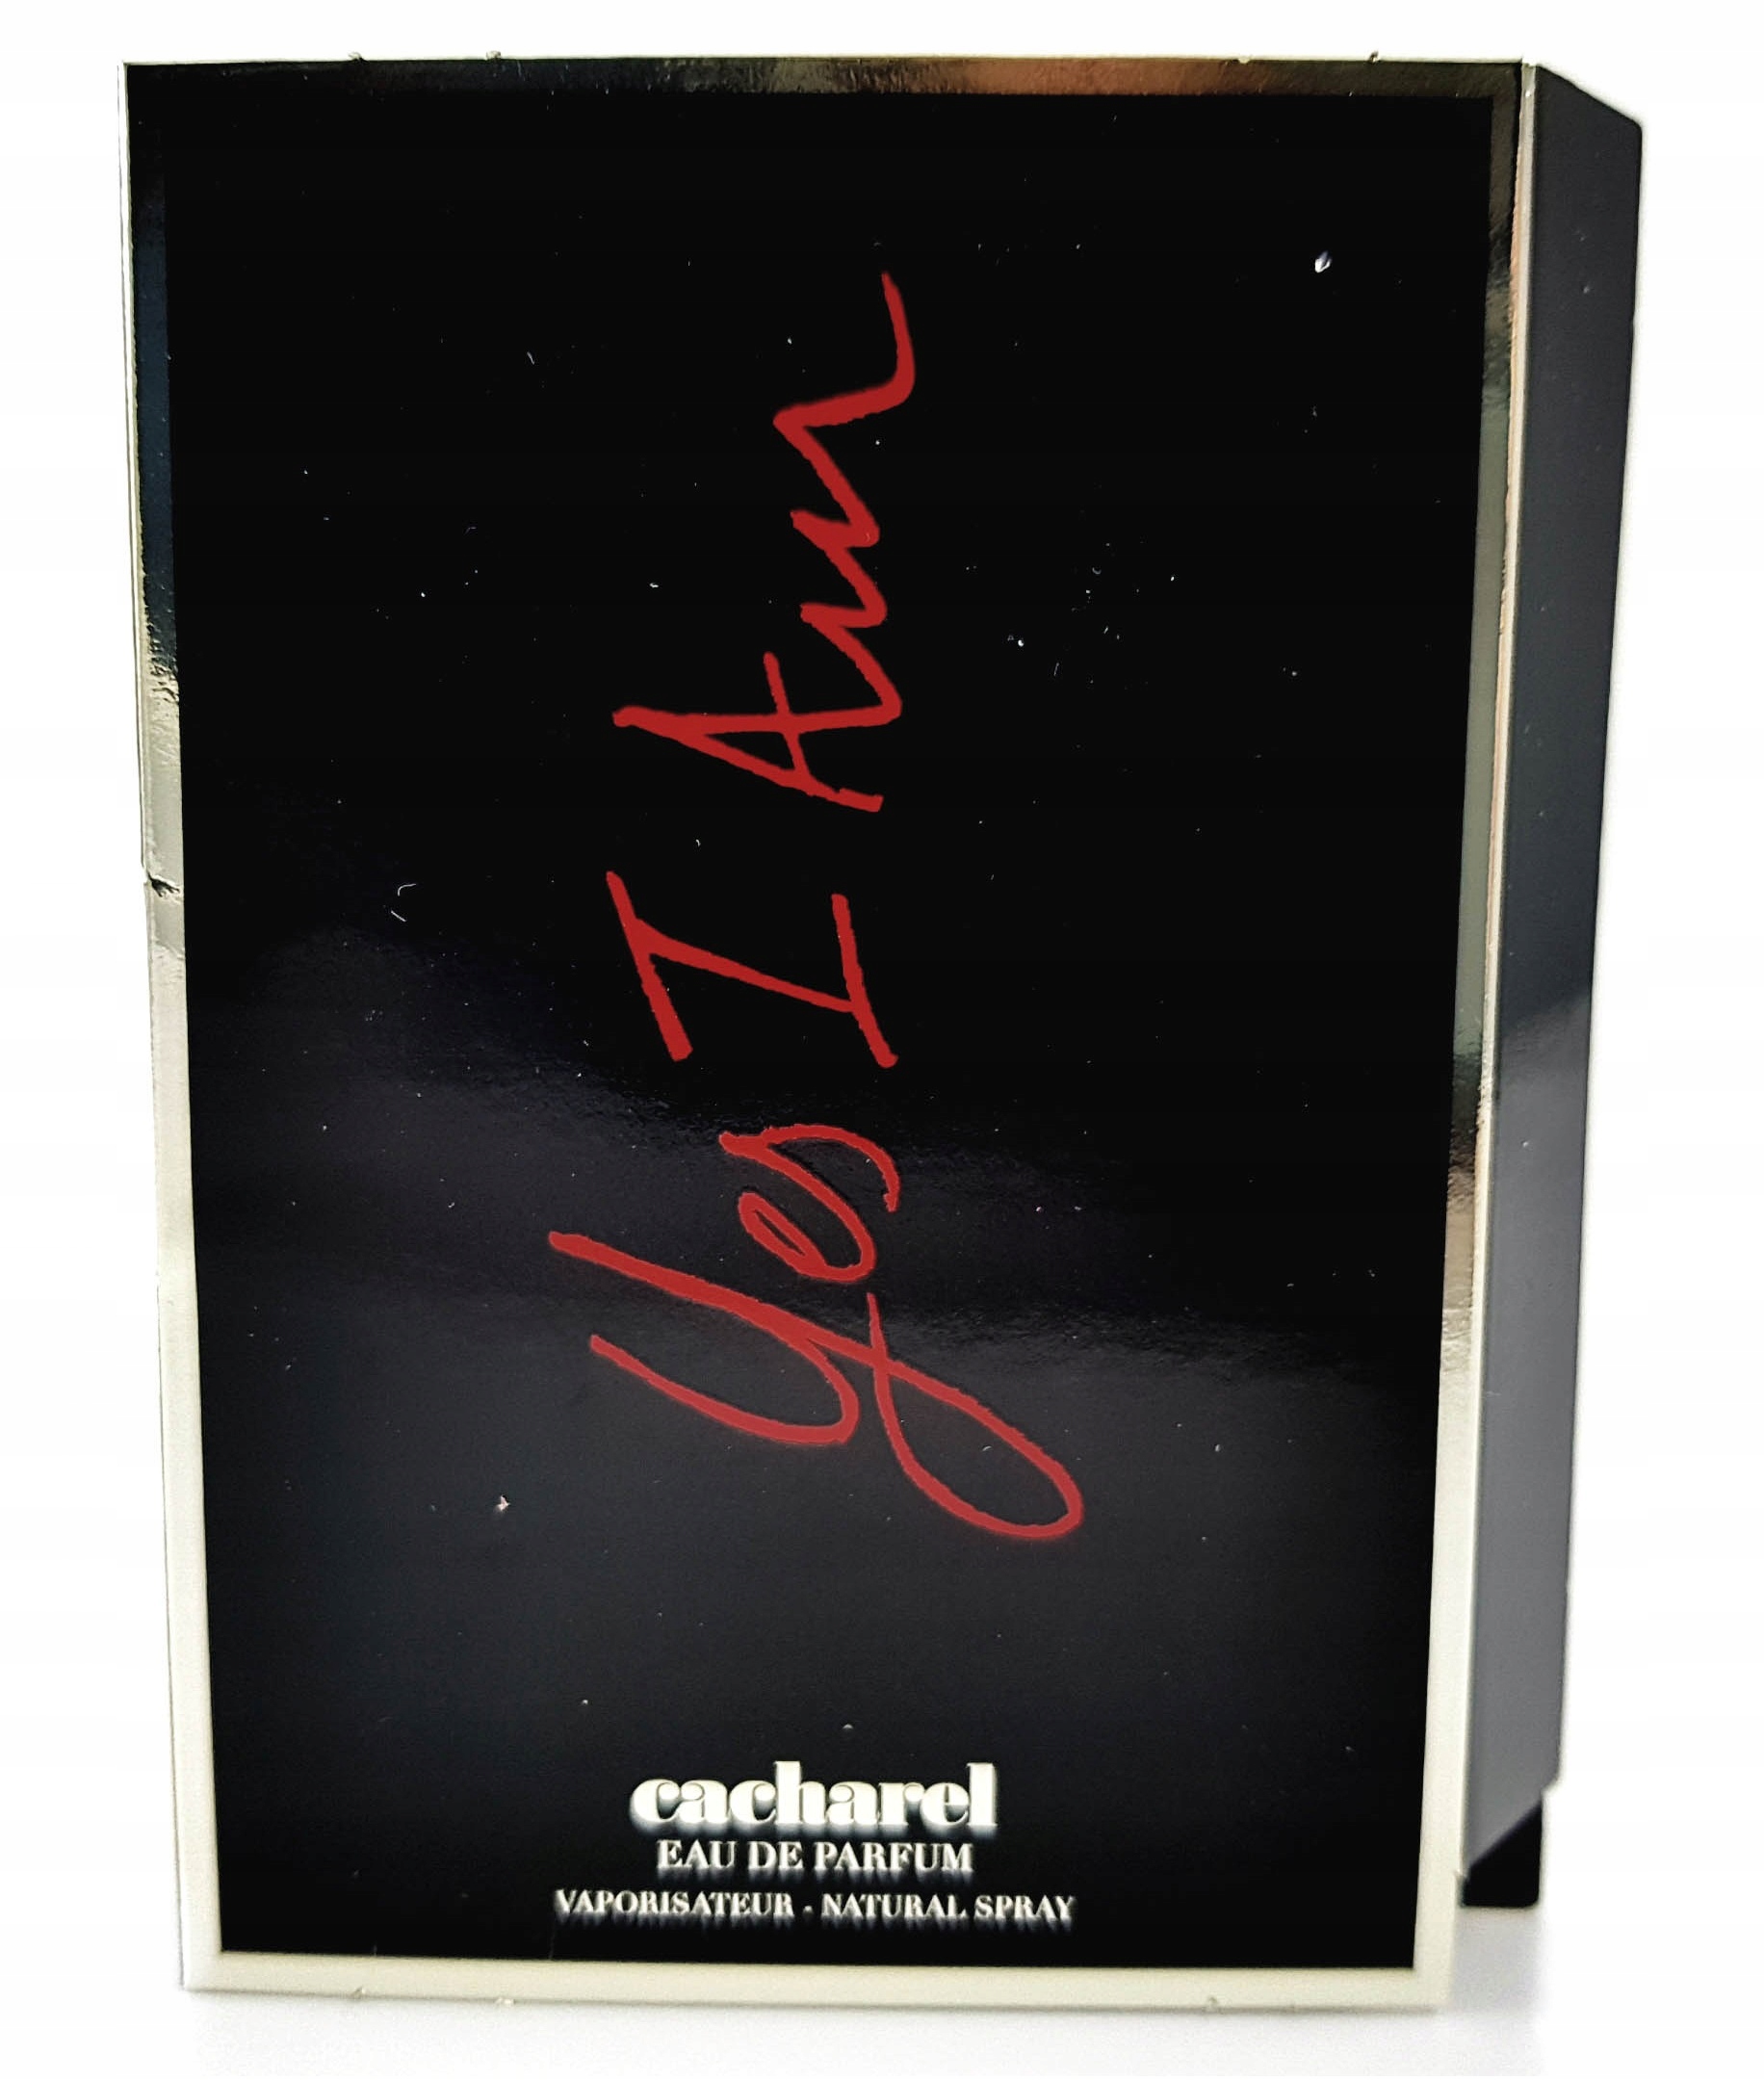 Yes I Am
cacharel
EAU DE PARFUM
VAPORISATEUR - NATURAL SPRAY